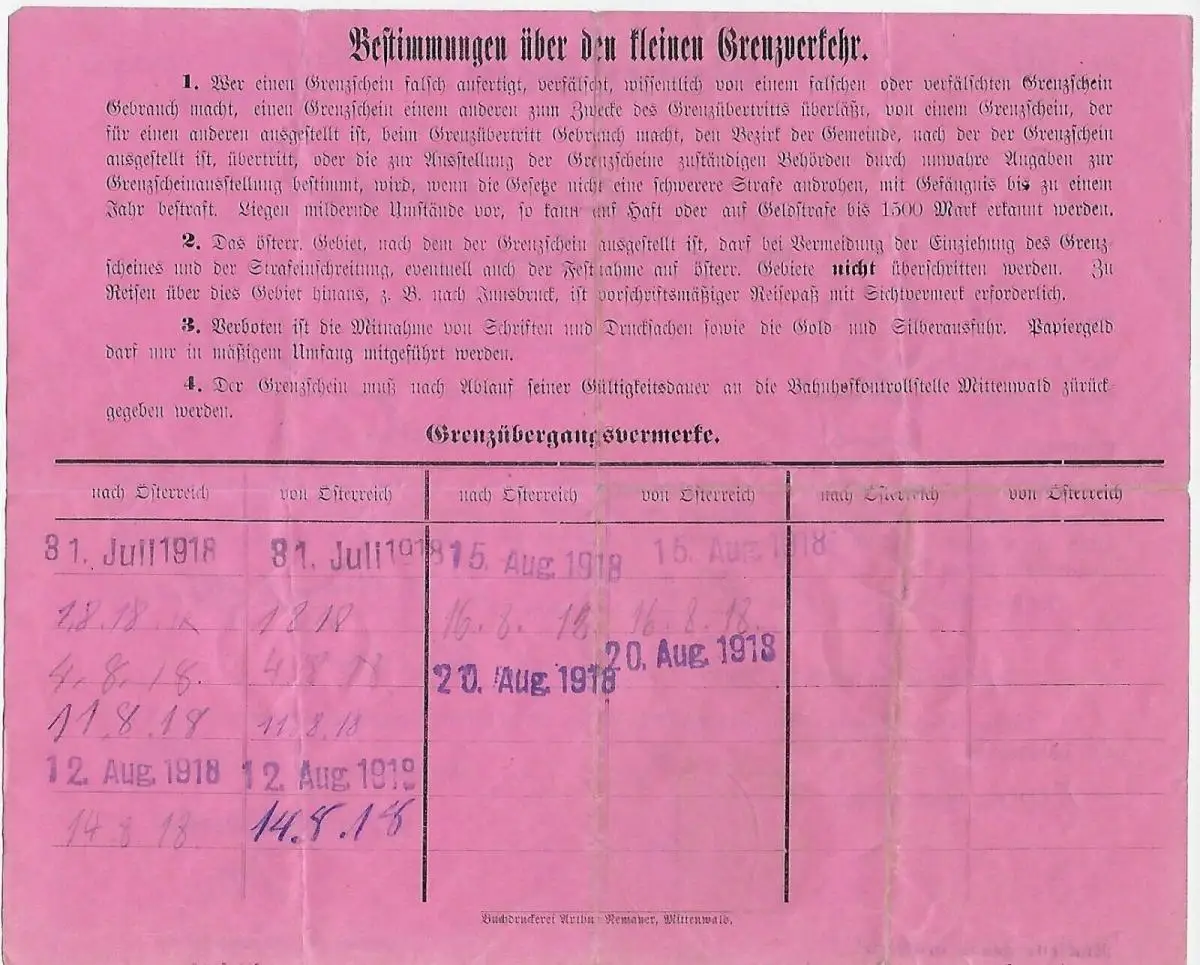 Bestimmungen über den kleinen Grenzverkehr.
1. Wer einen Grenzschein falsch anfertigt, verfälscht, wissentlich von einem falschen oder verfälschten Grenzschein
Gebrauch macht, einen Grenzschein einem anderen zum Zwecke des Grenzübertritts überläßt, von einem Grenzschein, der
für einen anderen ausgestellt ist, beim Grenzübertritt Gebrauch macht, den Bezirk der Gemeinde, nach der der Grenzschein
ausgestellt ist, übertritt, oder die zur Ausstellung der Grenzscheine zuständigen Behörden durch unwahre Angaben zur
Grenzscheinausstellung bestimmt, wird, wenn die Gesetze nicht eine schwerere Strafe androhen, mit Gefängnis bis zu einem
Jahr bestraft. Liegen mildernde Umstände vor, so kann auf Haft oder auf Geldstrafe bis 1500 Mark erkannt werden.
2. Das österr. Gebiet, nach dem der Grenzschein ausgestellt ist, darf bei Vermeidung der Einziehung des Grenz-
scheines und der Strafeinschreitung, eventuell auch der Festnahme auf österr. Gebiete nicht überschritten werden. Zu
Reisen über dies Gebiet hinaus, z. B. nach Innsbruck, ist vorschriftsmäßiger Reisepaß mit Sichtvermerk erforderlich.
3. Verboten ist die Mitnahme von Schriften und Drucksachen sowie die Gold und Silberausfuhr. Papiergeld
darf nur in mäßigem Umfang mitgeführt werden.
4. Der Grenzschein muß nach Ablauf seiner Gültigkeitsdauer an die Bahnhofkontrollstelle Mittenwald zurück-
gegeben werden.
Grenzübergangsvermerke.
nach Österreich von Österreich nach Österreich von Österreich nach Österreich von Österreich
31. Juli 1918 31. Juli 1918 15. Aug. 1918 15. Aug. 1918
1.8.18. 1 8 18 16. 8. 18 16. 8. 18.
4. 8. 18. 4. 8 18 20. Aug. 1918 20. Aug. 1918
11.8.18 11.8.18
12. Aug. 1918 12. Aug. 1918
14 8 18 14.8.18
Buchdruckerei Arthur Nemayer, Mittenwald.